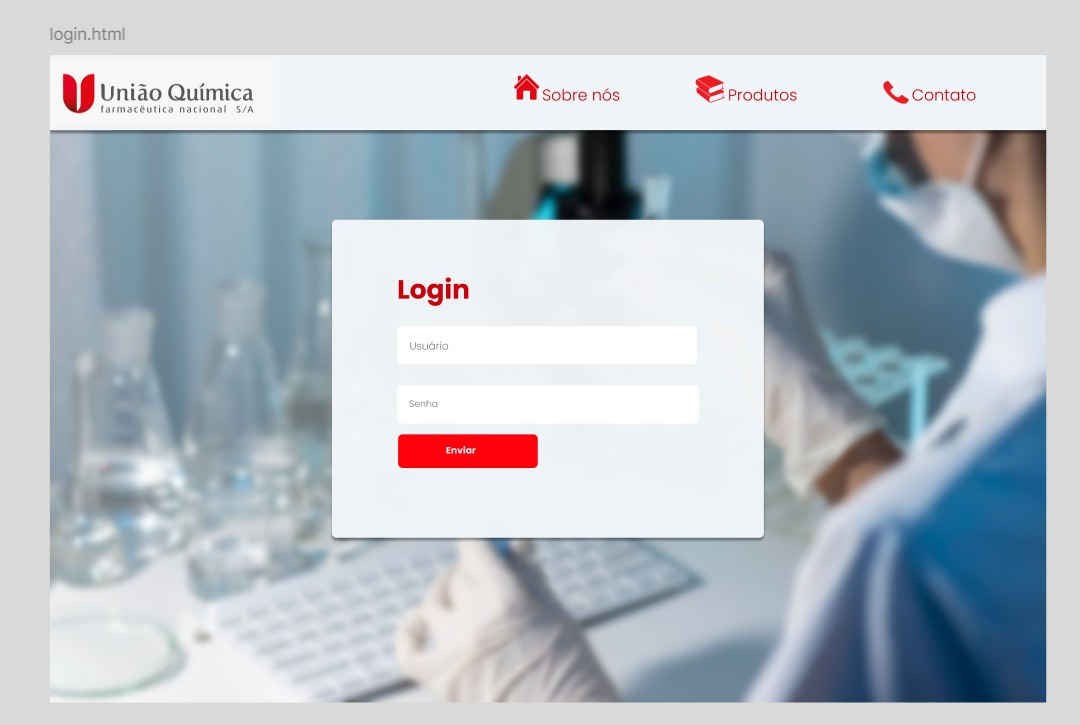 login.html
União Química
farmacêutica nacional S/A
Sobre nós
Produtos
Contato
Login
Usuário
Senha
Enviar